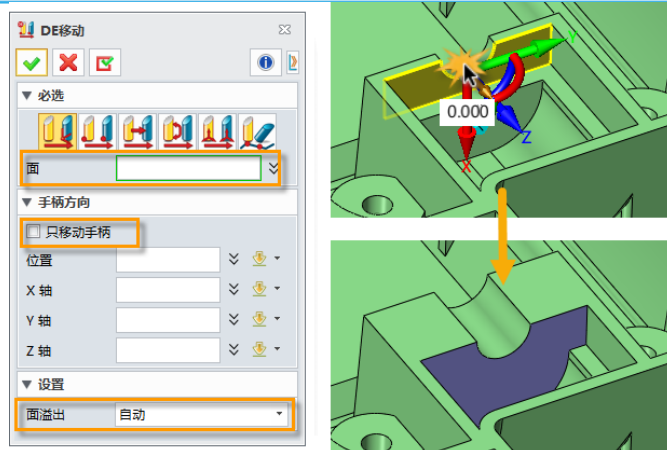 DE移动
必选
面
手柄方向
只移动手柄
位置
X 轴
Y 轴
Z 轴
设置
面溢出
自动
Y
0.000
Z
X